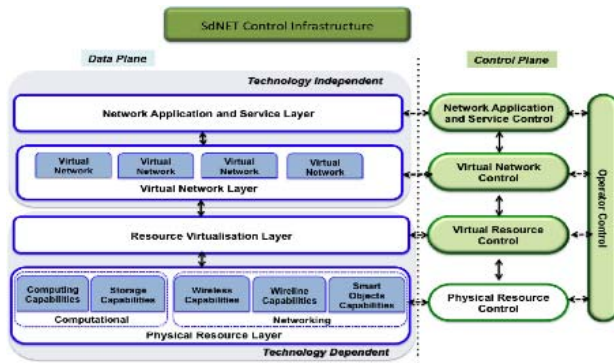 SdNET Control Infrastructure
Data Plane
Control Plane
Technology Independent
Network Application and Service Layer
Network Application
and Service Control
Virtual
Network
Virtual
Network
Virtual
Network
Virtual
Network
Virtual Network Layer
Virtual Network
Control
Resource Virtualisation Layer
Virtual Resource
Control
Computing
Capabilities
Storage
Capabilities
Wireless
Capabilities
Wireline
Capabilities
Smart
Objects
Capabilities
Computational
Networking
Physical Resource Layer
Physical Resource
Control
Technology Dependent
Operator Control